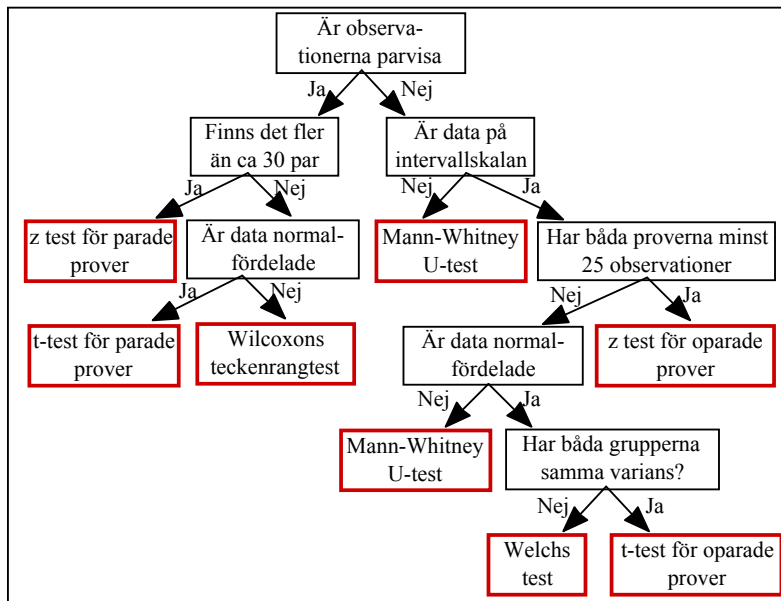 Är observa-
tionerna parvisa
Ja
Nej
Finns det fler
än ca 30 par
Är data på
intervallskalan
Ja
Nej
Nej
Ja
z test för parade
prover
Är data normal-
fördelade
Mann-Whitney
U-test
Har båda proverna minst
25 observationer
Ja
Nej
Nej
Ja
t-test för parade
prover
Wilcoxons
teckenrangtest
Är data normal-
fördelade
z test för oparade
prover
Nej
Ja
Mann-Whitney
U-test
Har båda grupperna
samma varians?
Nej
Ja
Welchs
test
t-test för oparade
prover